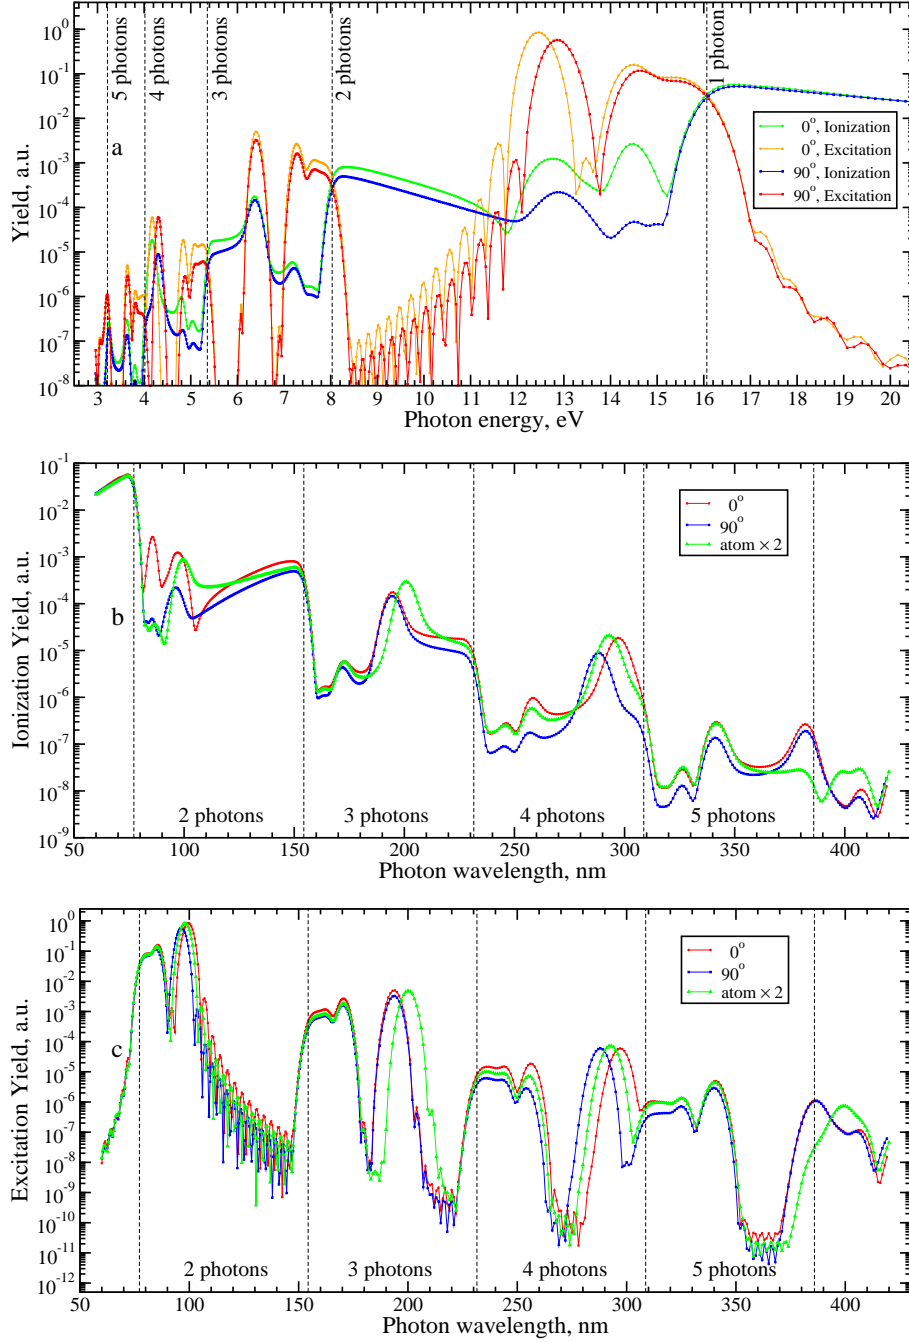 10⁰
10⁻¹
10⁻²
10⁻³
10⁻⁴
10⁻⁵
10⁻⁶
10⁻⁷
10⁻⁸
Yield, a.u.
a
5 photons
4 photons
3 photons
2 photons
1 photon
0°, Ionization
0°, Excitation
90°, Ionization
90°, Excitation
3 4 5 6 7 8 9 10 11 12 13 14 15 16 17 18 19 20
Photon energy, eV
10⁻¹
10⁻²
10⁻³
10⁻⁴
10⁻⁵
10⁻⁶
10⁻⁷
10⁻⁸
10⁻⁹
Ionization Yield, a.u.
b
0°
90°
atom × 2
2 photons 3 photons 4 photons 5 photons
50 100 150 200 250 300 350 400
Photon wavelength, nm
10⁰
10⁻¹
10⁻²
10⁻³
10⁻⁴
10⁻⁵
10⁻⁶
10⁻⁷
10⁻⁸
10⁻⁹
10⁻¹⁰
10⁻¹¹
10⁻¹²
Excitation Yield, a.u.
c
0°
90°
atom × 2
2 photons 3 photons 4 photons 5 photons
50 100 150 200 250 300 350 400
Photon wavelength, nm